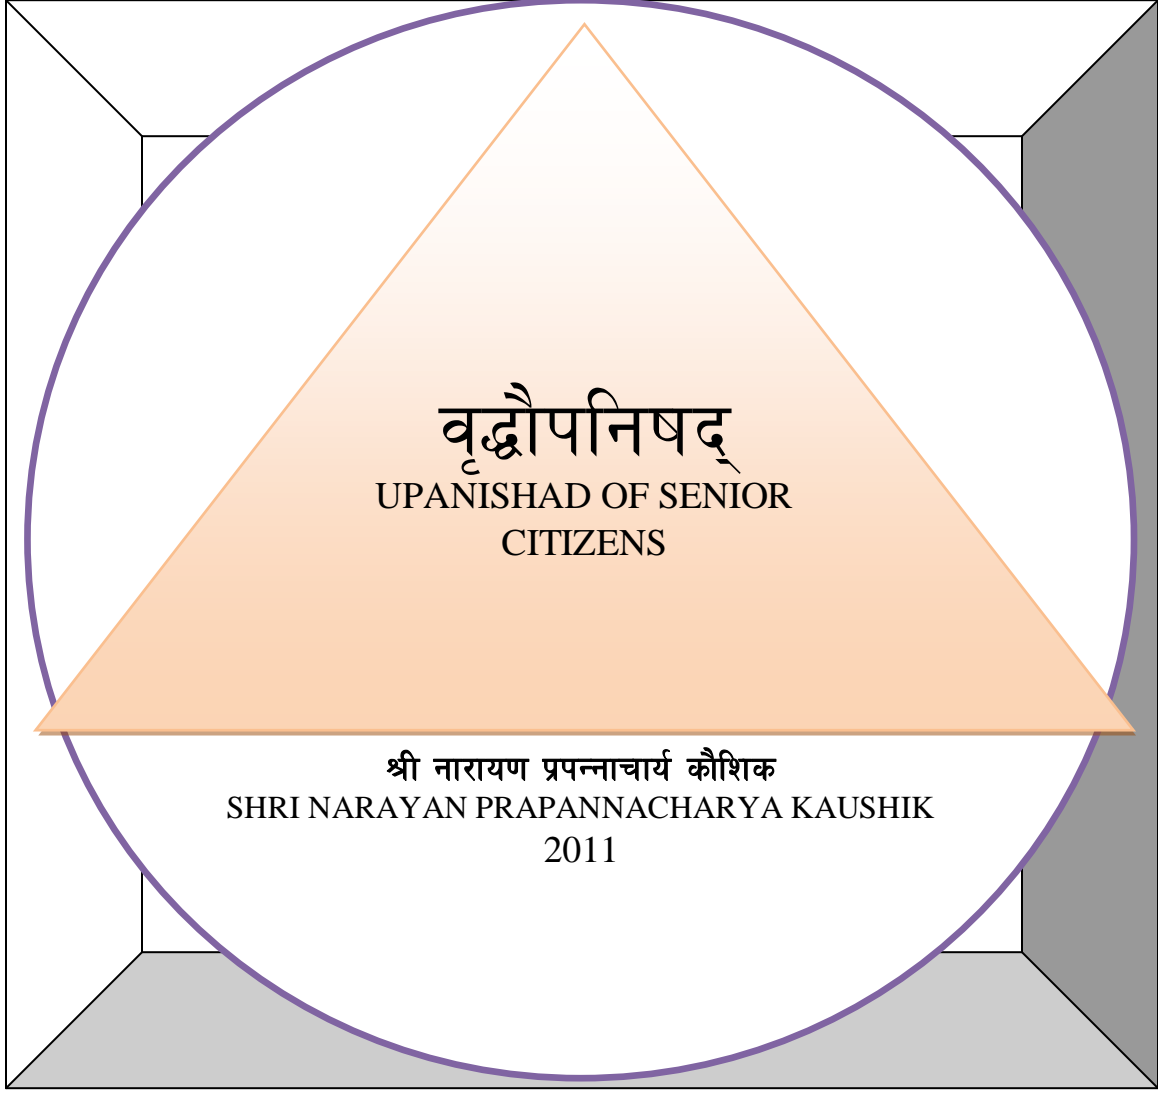 वृद्धौपनिषद्
UPANISHAD OF SENIOR
CITIZENS
श्री नारायण प्रपन्नाचार्य कौशिक
SHRI NARAYAN PRAPANNACHARYA KAUSHIK
2011